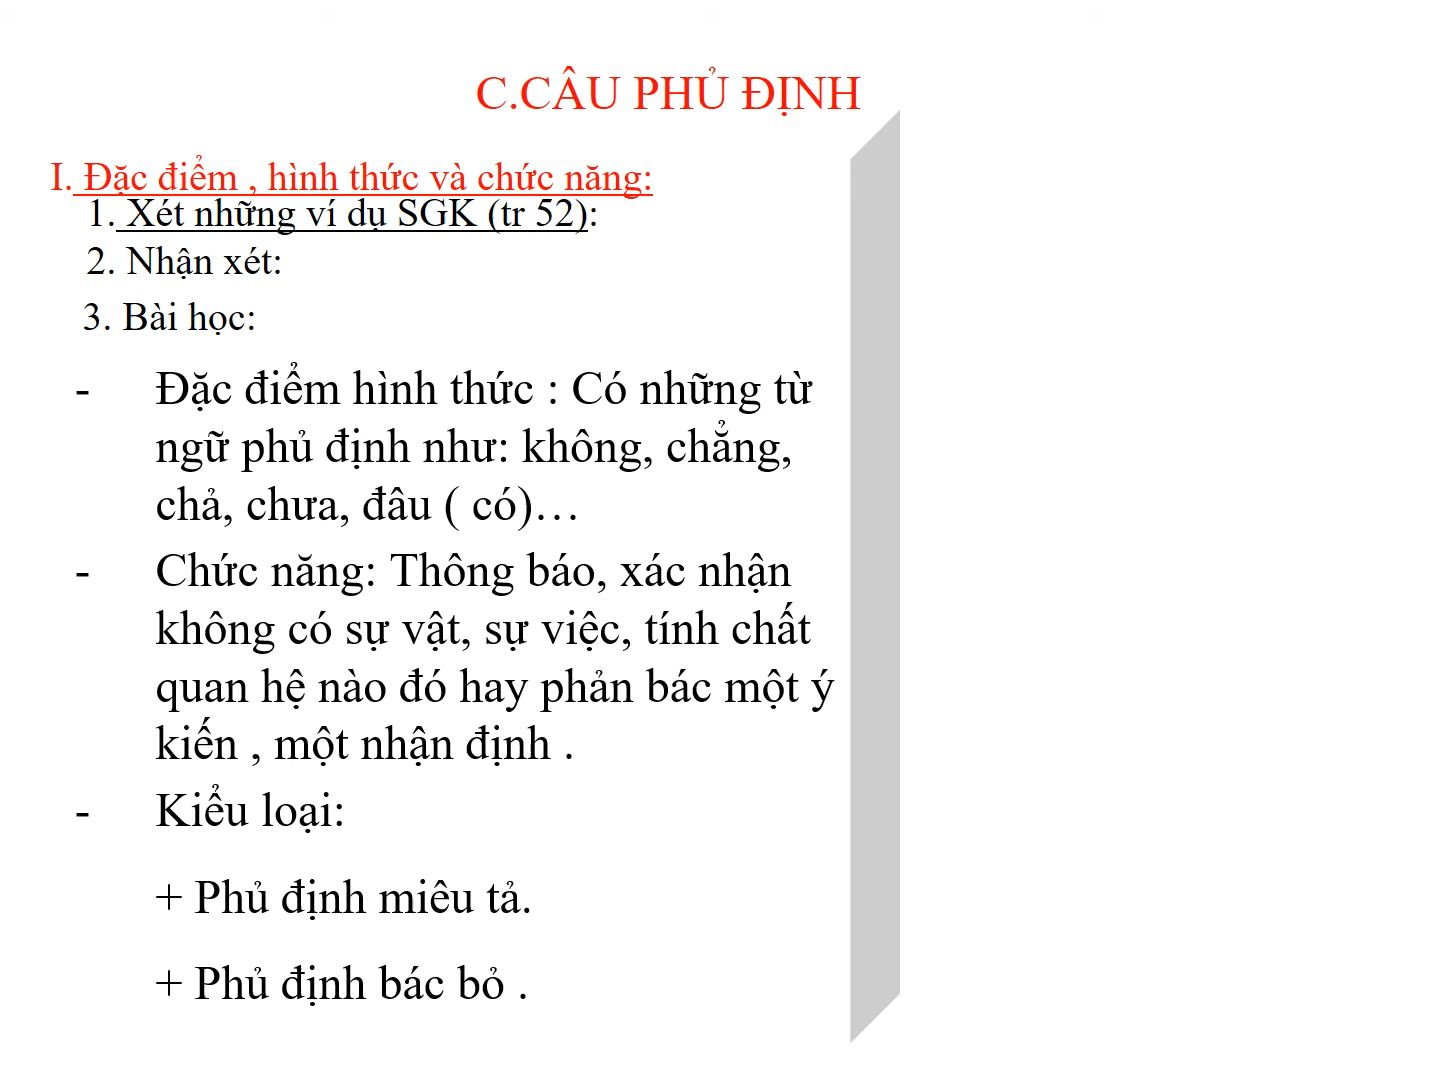 C.CÂU PHỦ ĐỊNH
I. Đặc điểm , hình thức và chức năng:
1. Xét những ví dụ SGK (tr 52):
2. Nhận xét:
3. Bài học:
- Đặc điểm hình thức : Có những từ
ngữ phủ định như: không, chẳng,
chả, chưa, đâu ( có)…
- Chức năng: Thông báo, xác nhận
không có sự vật, sự việc, tính chất
quan hệ nào đó hay phản bác một ý
kiến , một nhận định .
- Kiểu loại:
+ Phủ định miêu tả.
+ Phủ định bác bỏ .